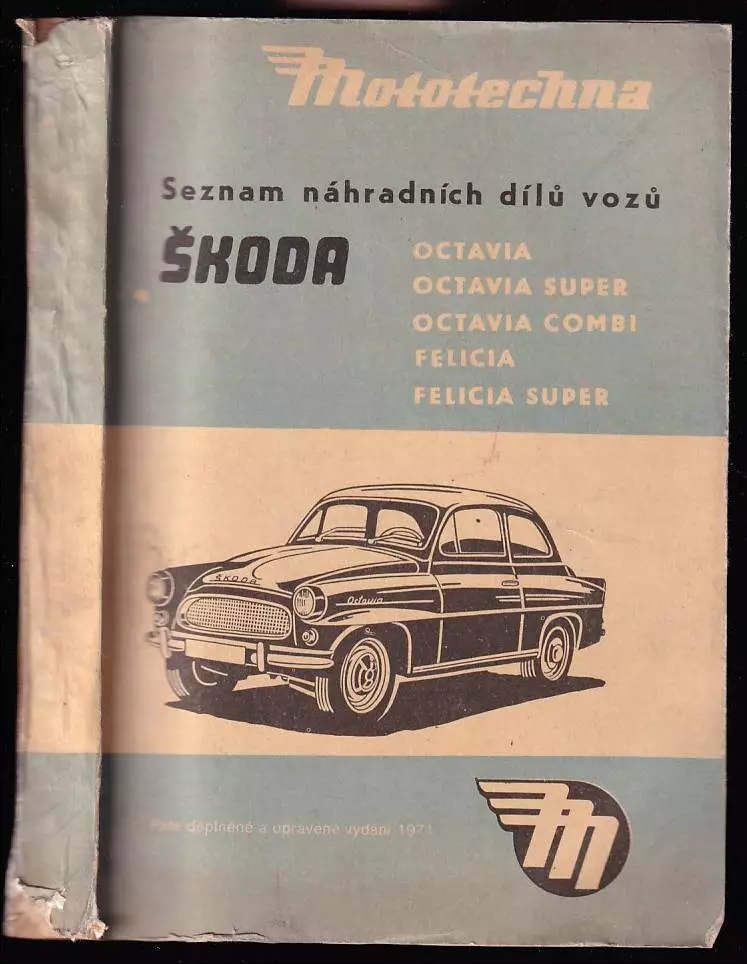 Mototechna
Seznam náhradních dílů vozů
ŠKODA
OCTAVIA
OCTAVIA SUPER
OCTAVIA COMBI
FELICIA
FELICIA SUPER
ŠKODA
Octavia
Páté doplněné a upravené vydání 1971
M